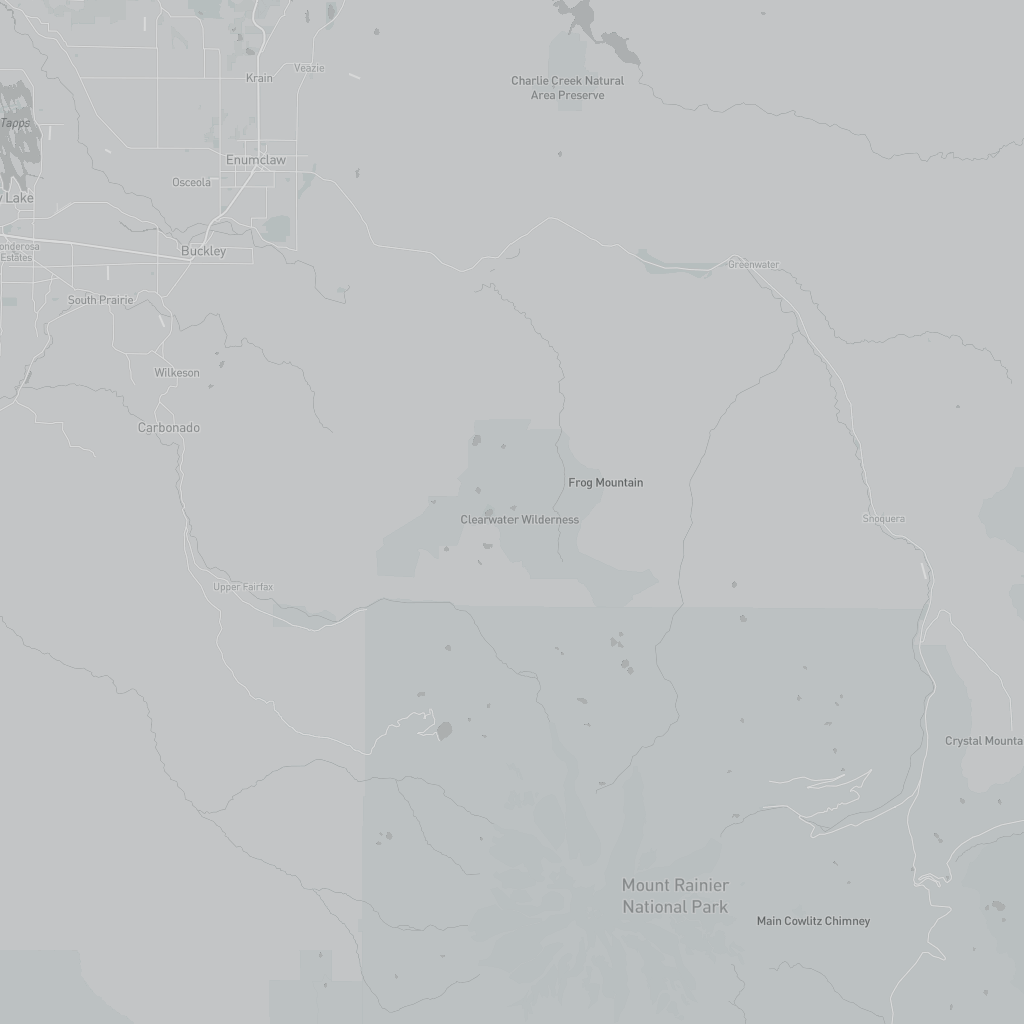 Veazie
Krain
Charlie Creek Natural
Area Preserve
Tapps
Enumclaw
Osceola
y Lake
onderosa
Estates
Buckley
Greenwater
South Prairie
Wilkeson
Carbonado
Frog Mountain
Clearwater Wilderness
Snoquera
Upper Fairfax
Crystal Mounta
Mount Rainier
National Park
Main Cowlitz Chimney